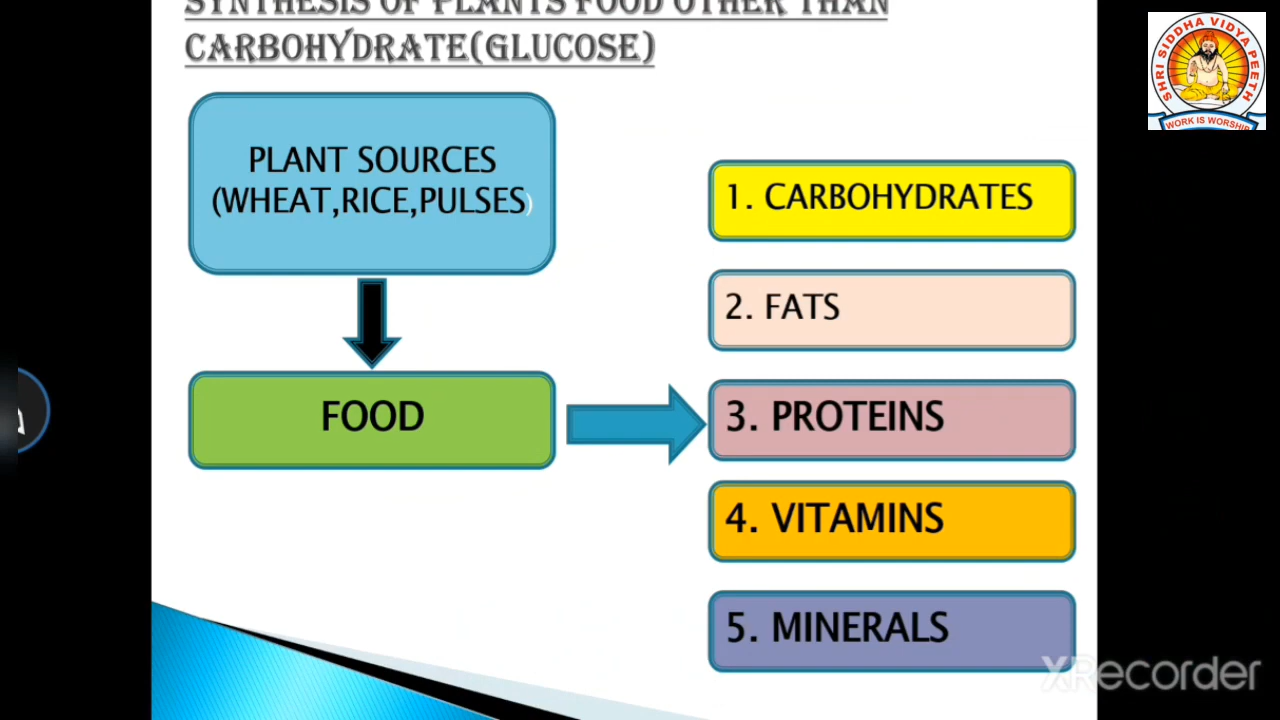 SYNTHESIS OF PLANTS FOOD OTHER THAN
CARBOHYDRATE(GLUCOSE)
PLANT SOURCES
(WHEAT,RICE,PULSES)
FOOD
1. CARBOHYDRATES
2. FATS
3. PROTEINS
4. VITAMINS
5. MINERALS
SHRI SIDDHA VIDYA PEETH
WORK IS WORSHIP
XRecorder